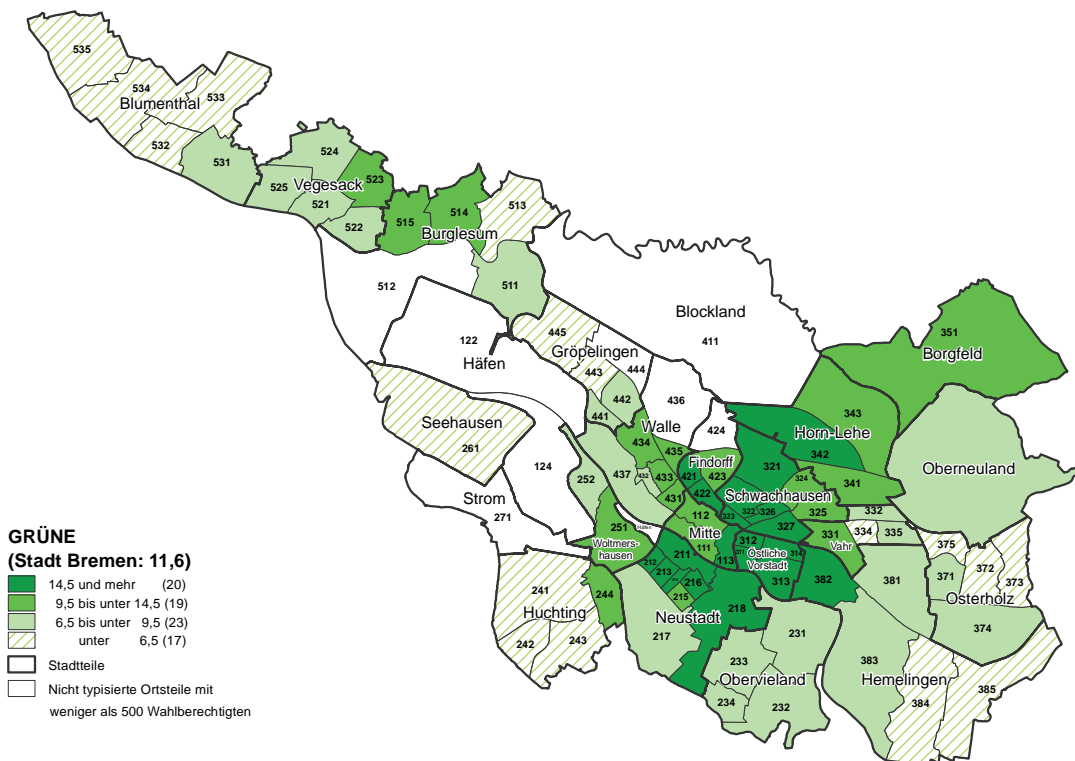 535
534
533
Blumenthal
532
531
524
523
Vegesack
525
521
522
515
514
513
Burglesum
512
511
Blockland
411
122
Häfen
445
Gröpelingen
443
444
442
441
436
351
Borgfeld
Seehausen
261
Walle
424
343
Horn-Lehe
342
434
435
Findorff
423
321
Oberneuland
124
252
437
432
433
421
422
324
341
Schwachhausen
Strom
271
431
322
326
323
325
332
251
Woltmers-
hausen
Häfen
112
Mitte
111
113
327
331
Vahr
334
335
375
211
212
213
216
215
312
311
Östliche
Vorstadt
314
313
382
381
371
372
373
Osterholz
374
241
Huchting
244
242
243
Neustadt
218
217
231
233
Obervieland
234
232
383
Hemelingen
384
385
GRÜNE
(Stadt Bremen: 11,6)
14,5 und mehr (20)
9,5 bis unter 14,5 (19)
6,5 bis unter 9,5 (23)
unter 6,5 (17)
Stadtteile
Nicht typisierte Ortsteile mit
weniger als 500 Wahlberechtigten